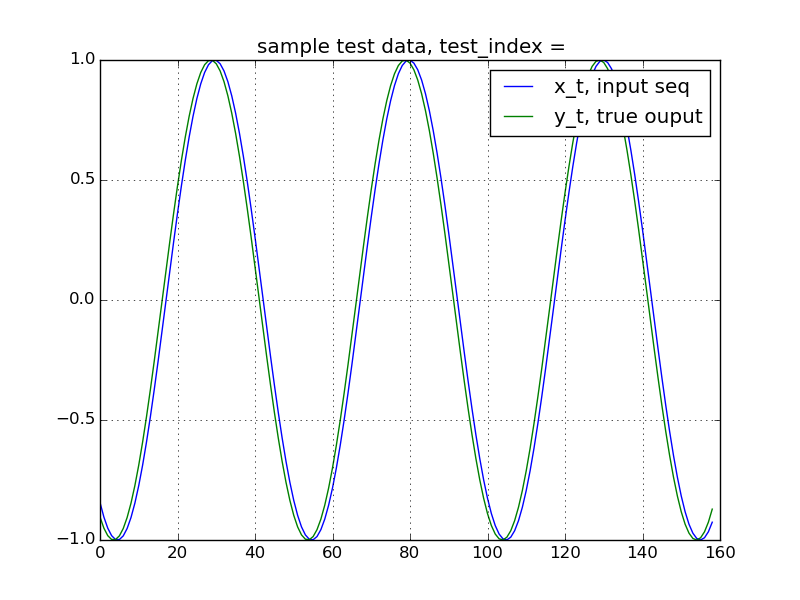 sample test data, test_index =
x_t, input seq
y_t, true ouput
1.0
0.5
0.0
−0.5
−1.0
0 20 40 60 80 100 120 140 160